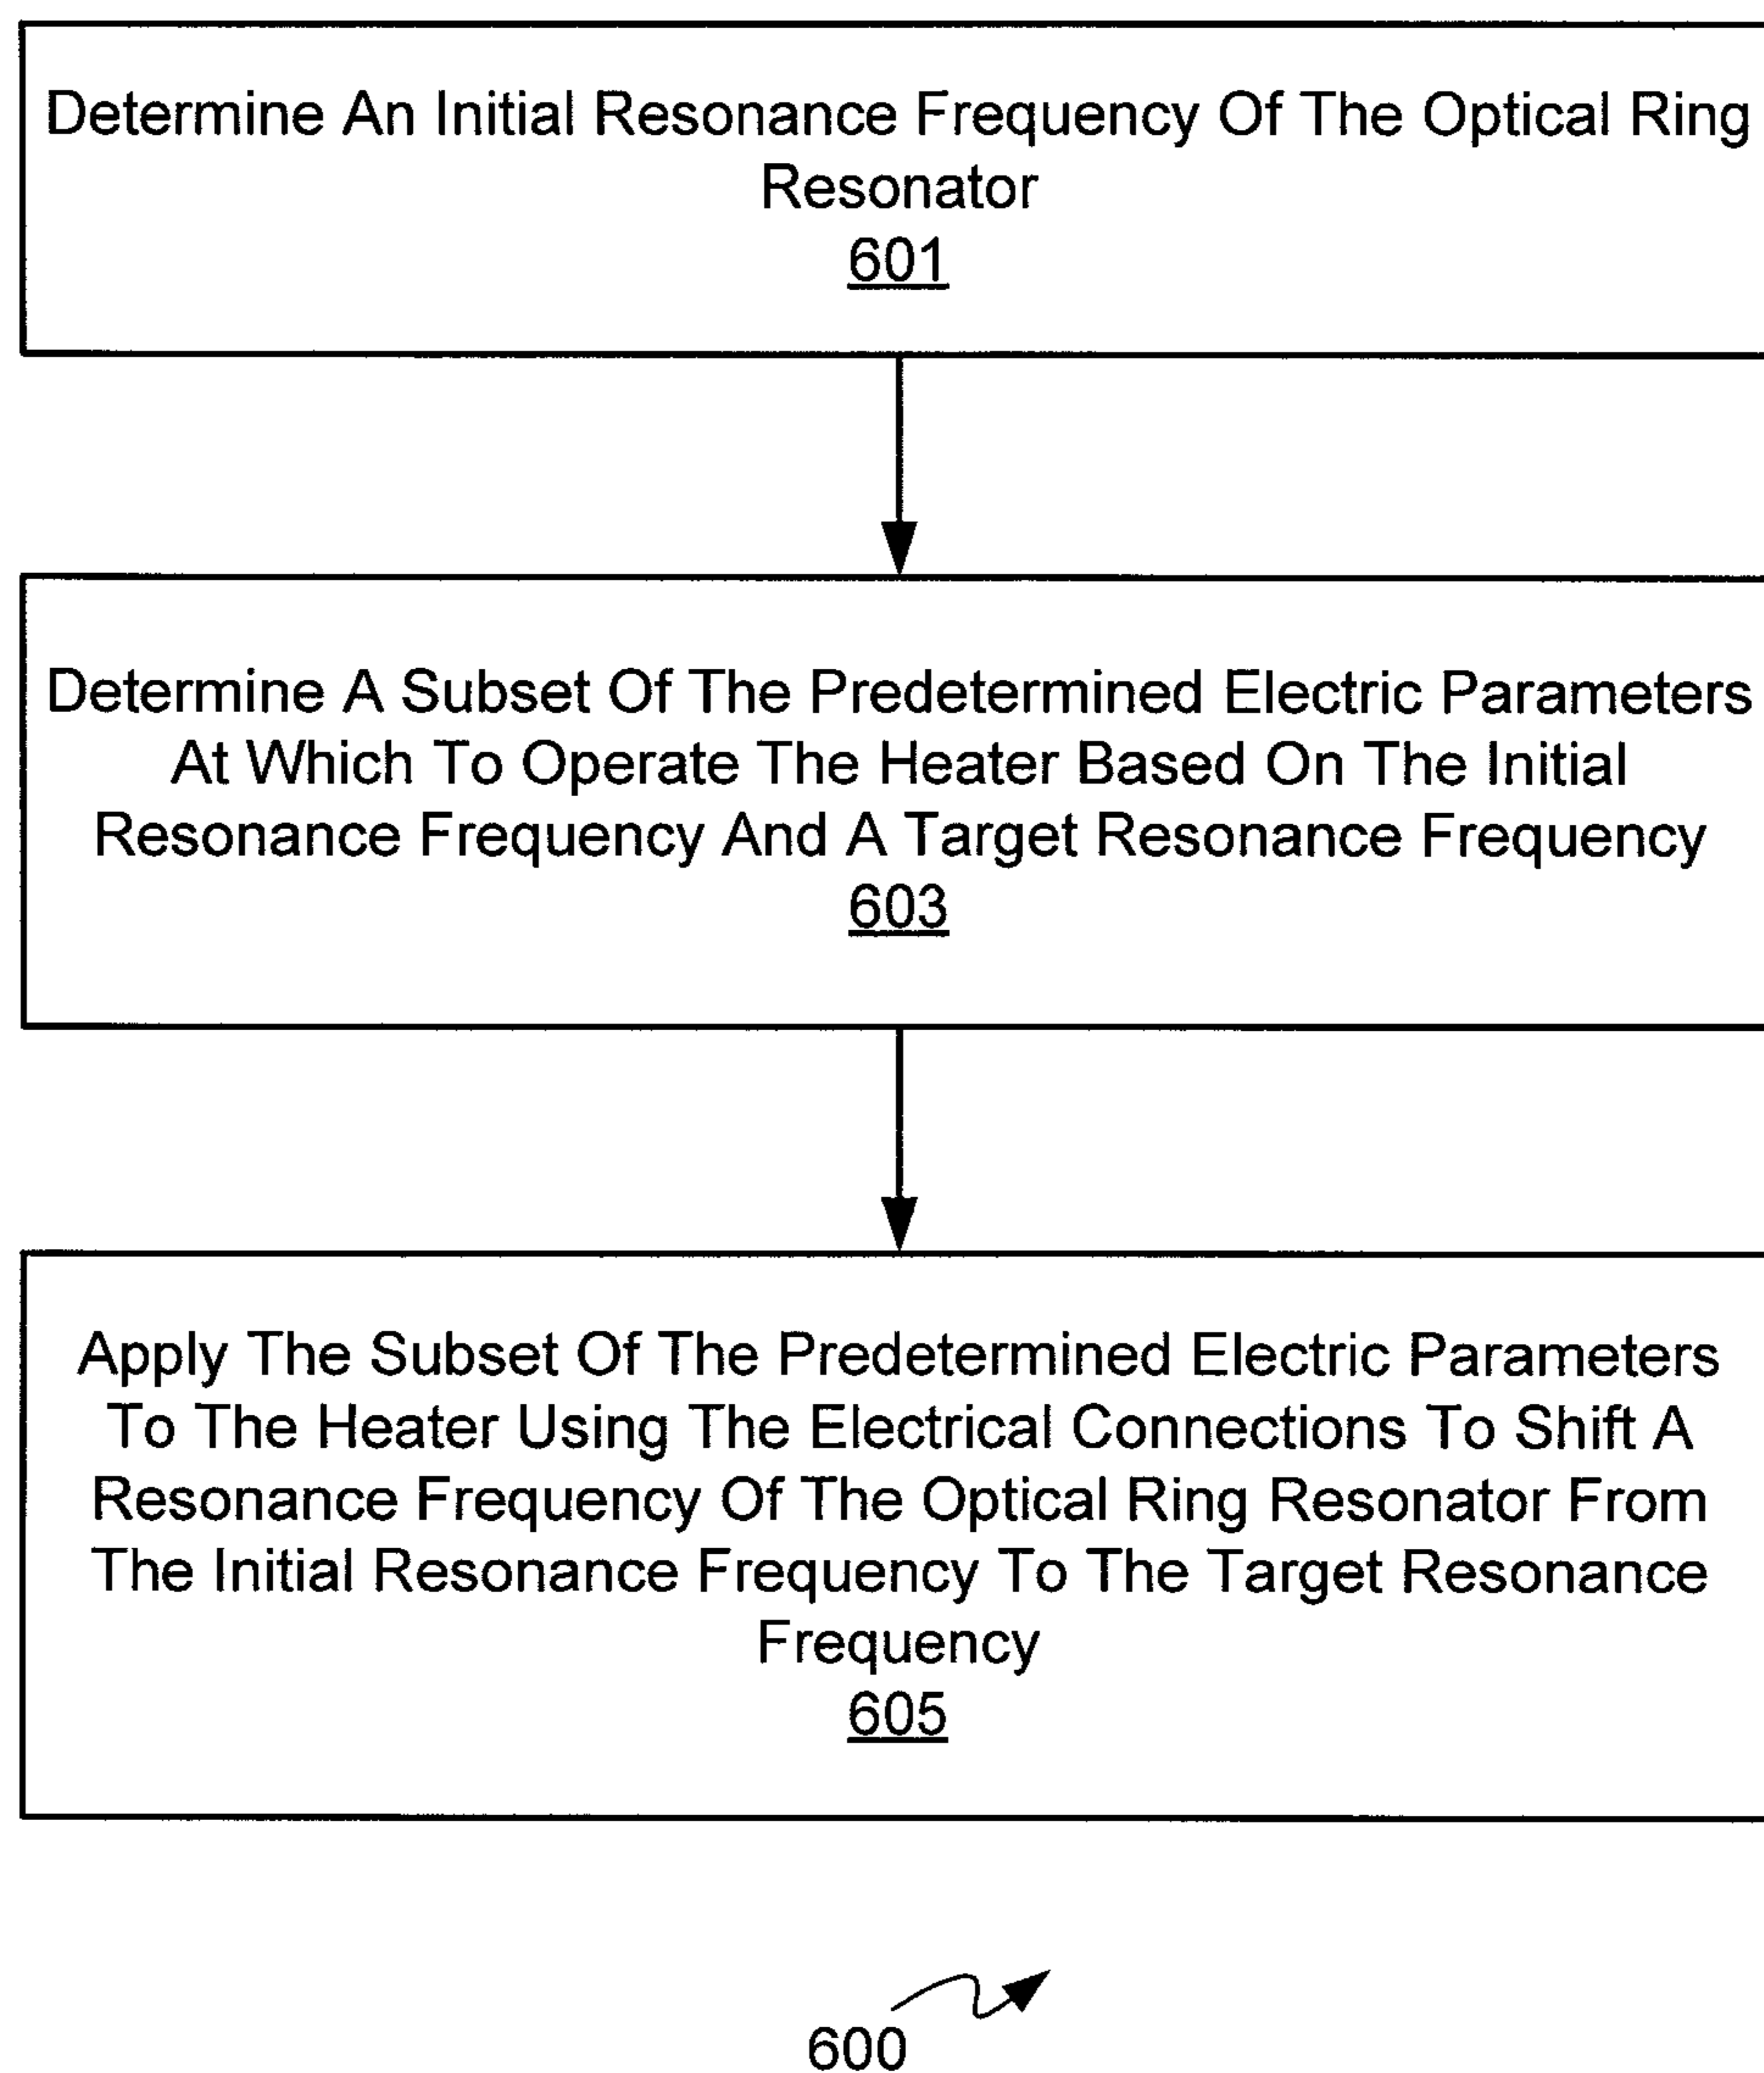 Determine An Initial Resonance Frequency Of The Optical Ring
Resonator
601
Determine A Subset Of The Predetermined Electric Parameters
At Which To Operate The Heater Based On The Initial
Resonance Frequency And A Target Resonance Frequency
603
Apply The Subset Of The Predetermined Electric Parameters
To The Heater Using The Electrical Connections To Shift A
Resonance Frequency Of The Optical Ring Resonator From
The Initial Resonance Frequency To The Target Resonance
Frequency
605
600